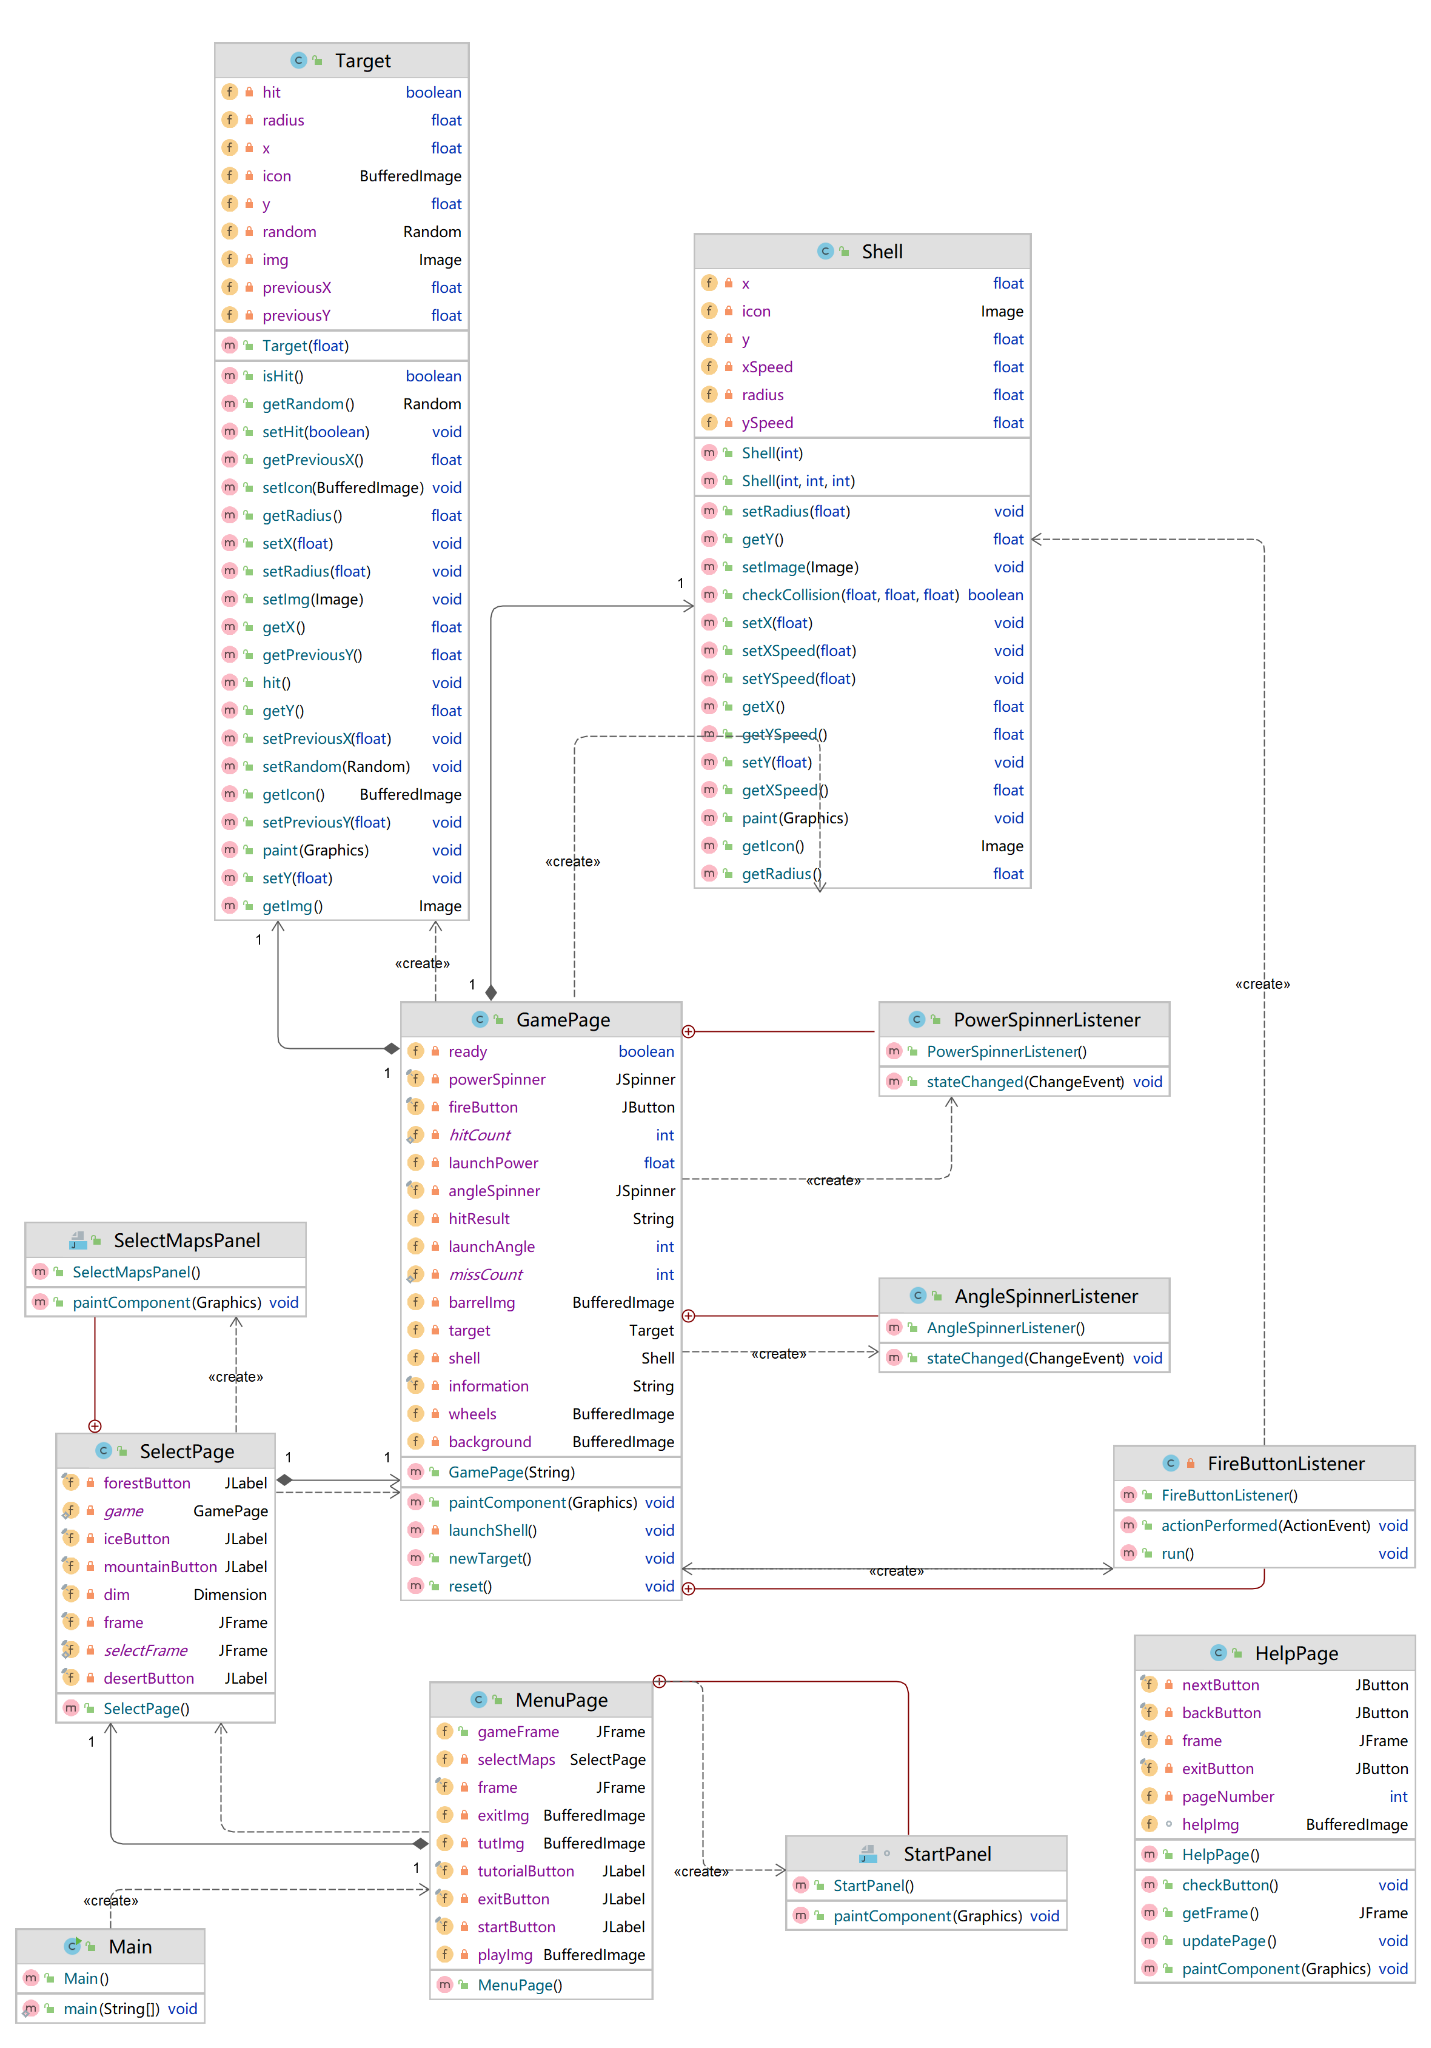 Target
hit boolean
radius float
x float
icon BufferedImage
y float
random Random
img Image
previousX float
previousY float
Target(float)
isHit() boolean
getRandom() Random
setHit(boolean) void
getPreviousX() float
setIcon(BufferedImage) void
getRadius() float
setX(float) void
setRadius(float) void
setImg(Image) void
getX() float
getPreviousY() float
hit() void
getY() float
setPreviousX(float) void
setRandom(Random) void
getIcon() BufferedImage
setPreviousY(float) void
paint(Graphics) void
setY(float) void
getImg() Image
Shell
x float
icon Image
y float
xSpeed float
radius float
ySpeed float
Shell(int)
Shell(int, int, int)
setRadius(float) void
getY() float
setImage(Image) void
checkCollision(float, float, float) boolean
setX(float) void
setXSpeed(float) void
setYSpeed(float) void
getX() float
getYSpeed() float
setY(float) void
getXSpeed() float
paint(Graphics) void
getIcon() Image
getRadius() float
1
«create»
1
«create»
1
1
«create»
GamePage
ready boolean
powerSpinner JSpinner
fireButton JButton
hitCount int
launchPower float
angleSpinner JSpinner
hitResult String
launchAngle int
missCount int
barrelImg BufferedImage
target Target
shell Shell
information String
wheels BufferedImage
background BufferedImage
GamePage(String)
paintComponent(Graphics) void
launchShell() void
newTarget() void
reset() void
PowerSpinnerListener
PowerSpinnerListener()
stateChanged(ChangeEvent) void
«create»
AngleSpinnerListener
AngleSpinnerListener()
stateChanged(ChangeEvent) void
«create»
SelectMapsPanel
SelectMapsPanel()
paintComponent(Graphics) void
«create»
SelectPage
forestButton JLabel
game GamePage
iceButton JLabel
mountainButton JLabel
dim Dimension
frame JFrame
selectFrame JFrame
desertButton JLabel
SelectPage()
1
1
FireButtonListener
FireButtonListener()
actionPerformed(ActionEvent) void
run() void
«create»
HelpPage
nextButton JButton
backButton JButton
frame JFrame
exitButton JButton
pageNumber int
helpImg BufferedImage
HelpPage()
checkButton() void
getFrame() JFrame
updatePage() void
paintComponent(Graphics) void
MenuPage
gameFrame JFrame
selectMaps SelectPage
frame JFrame
exitImg BufferedImage
tutImg BufferedImage
tutorialButton JLabel
exitButton JLabel
startButton JLabel
playImg BufferedImage
MenuPage()
1
1
«create»
StartPanel
StartPanel()
paintComponent(Graphics) void
«create»
Main
Main()
main(String[]) void